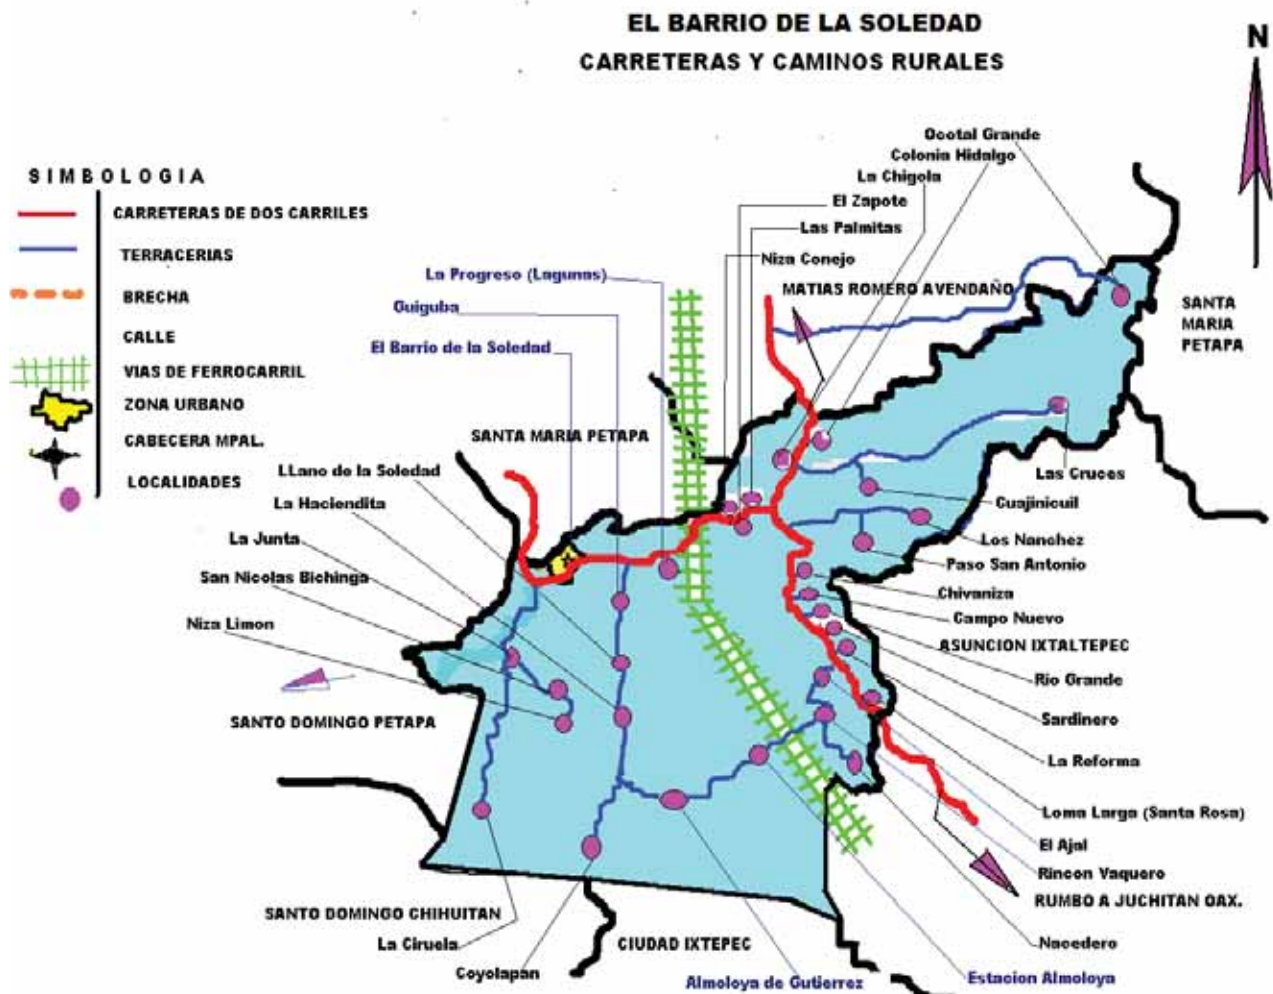 EL BARRIO DE LA SOLEDAD
CARRETERAS Y CAMINOS RURALES
N
SIMBOLOGIA
CARRETERAS DE DOS CARRILES
TERRACERIAS
BRECHA
CALLE
VIAS DE FERROCARRIL
ZONA URBANO
CABECERA MPAL.
LOCALIDADES
Ocotal Grande
Colonia Hidalgo
La Chigola
El Zapote
Las Palmitas
Niza Conejo
MATIAS ROMERO AVENDAÑO
SANTA
MARIA
PETAPA
La Progreso (Lagunas)
Guiguba
El Barrio de la Soledad
SANTA MARIA PETAPA
LLano de la Soledad
La Haciendita
La Junta
San Nicolas Bichinga
Niza Limon
SANTO DOMINGO PETAPA
Las Cruces
Cuajinicuil
Los Nanchez
Paso San Antonio
Chivaniza
Campo Nuevo
ASUNCION IXTALTEPEC
Rio Grande
Sardinero
La Reforma
Loma Larga (Santa Rosa)
El Ajal
Rincon Vaquero
RUMBO A JUCHITAN OAX.
Nacedero
Estacion Almoloya
SANTO DOMINGO CHIHUITAN
La Ciruela
Coyolapan
CIUDAD IXTEPEC
Almoloya de Gutierrez